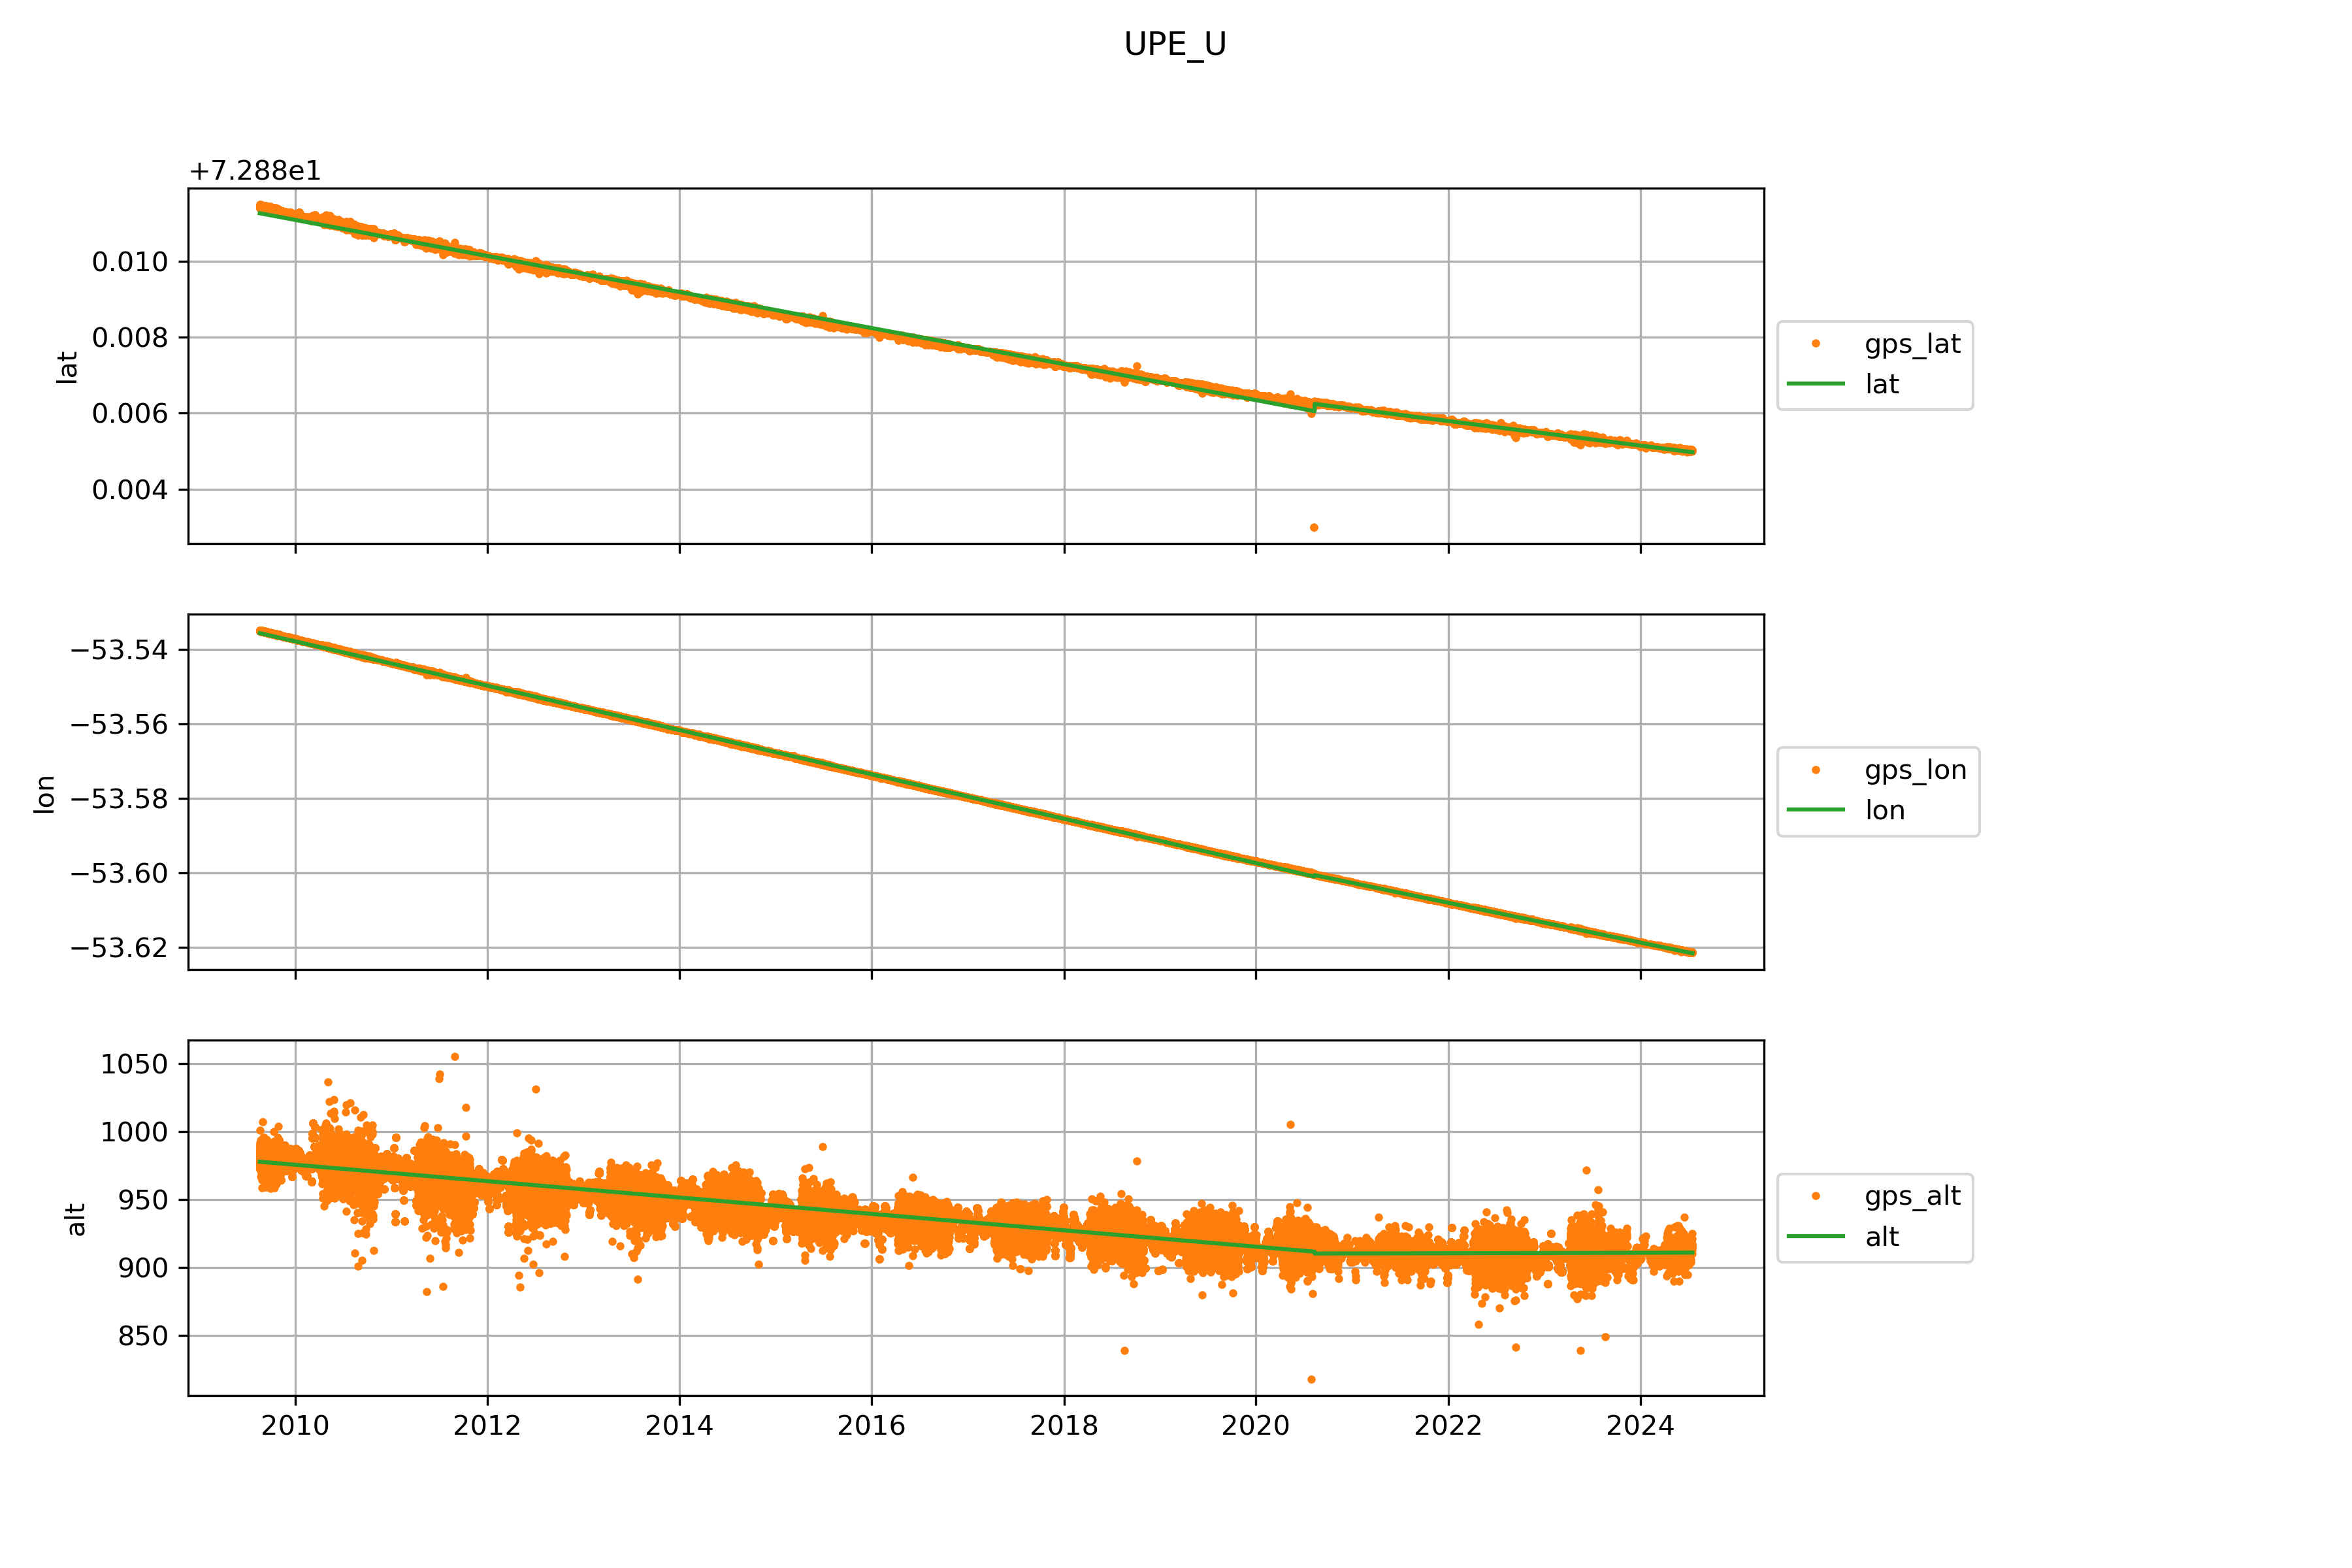 UPE_U
+7.288e1
0.010
0.008
0.006
0.004
lat
gps_lat
lat
−53.54
−53.56
−53.58
−53.60
−53.62
lon
gps_lon
lon
1050
1000
950
900
850
alt
gps_alt
alt
2010 2012 2014 2016 2018 2020 2022 2024